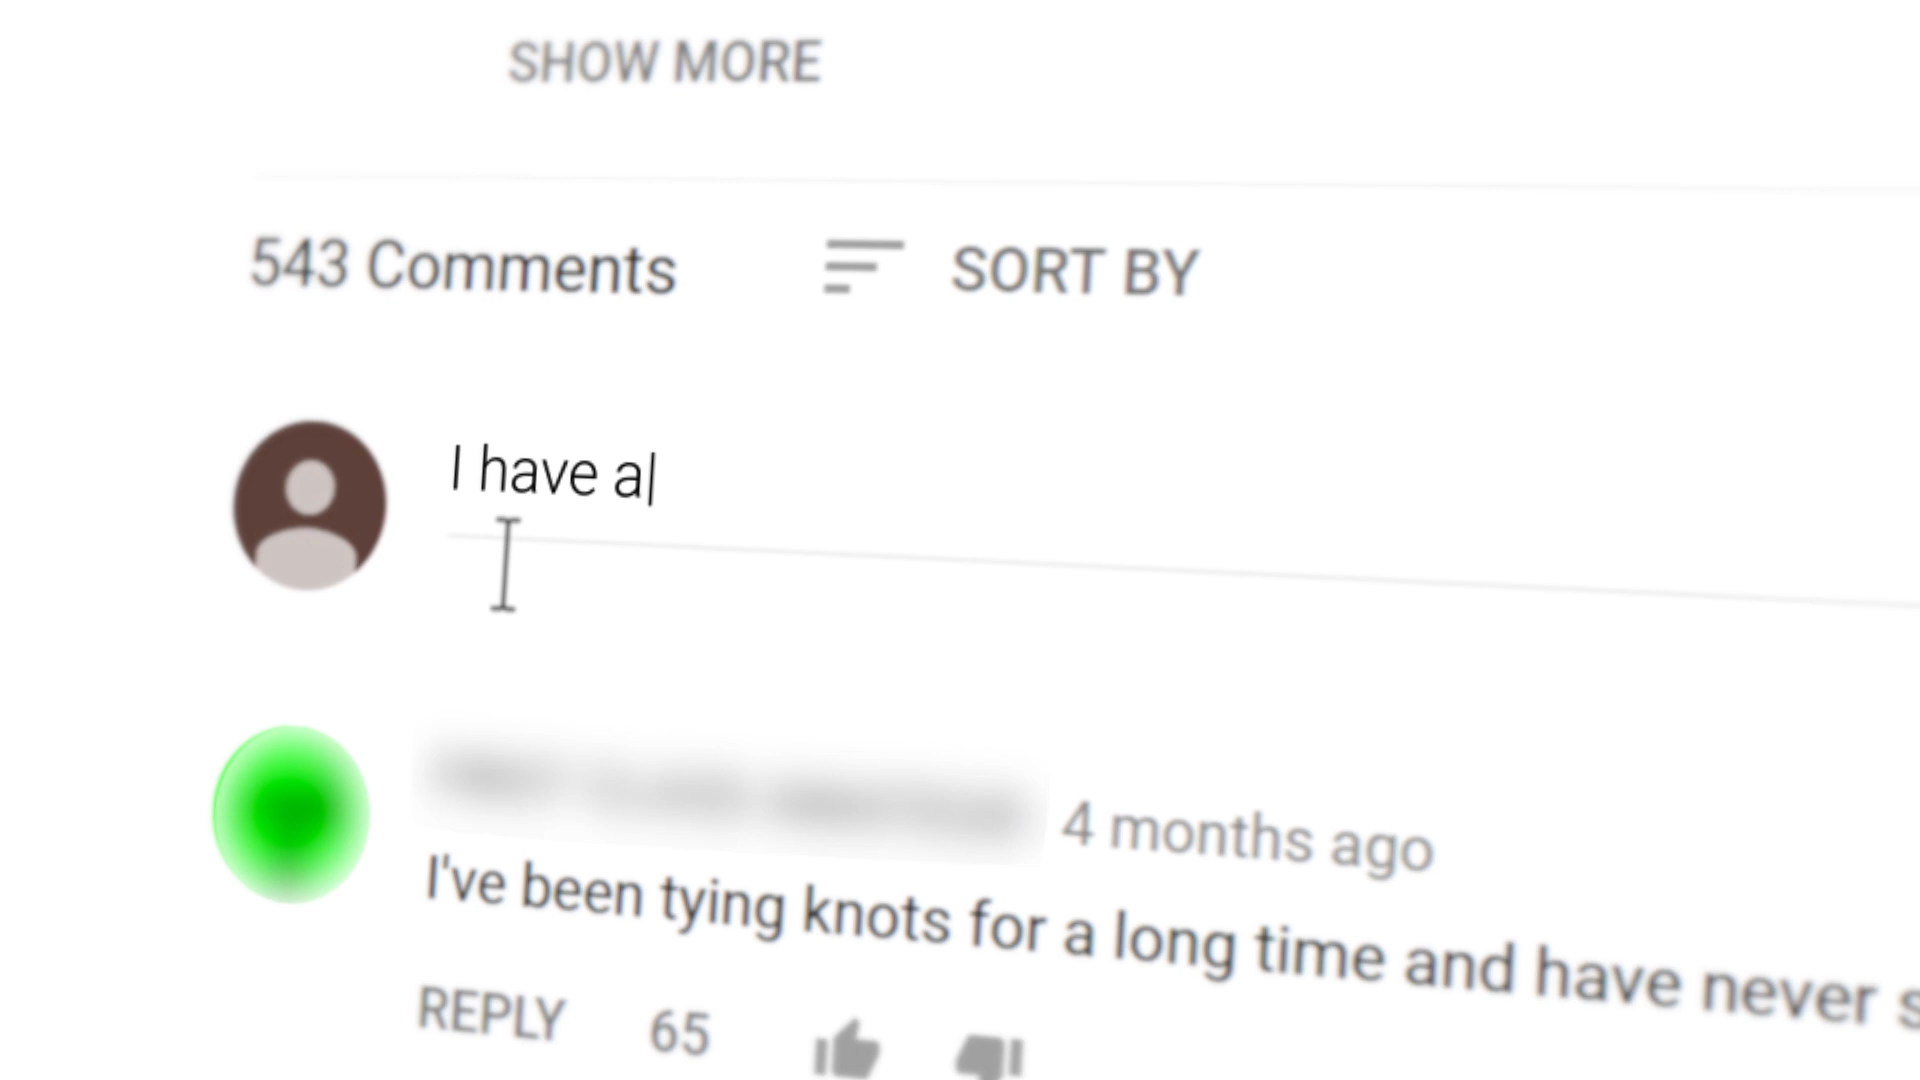 SHOW MORE
543 Comments SORT BY
I have a
4 months ago
I've been tying knots for a long time and have never
REPLY 65